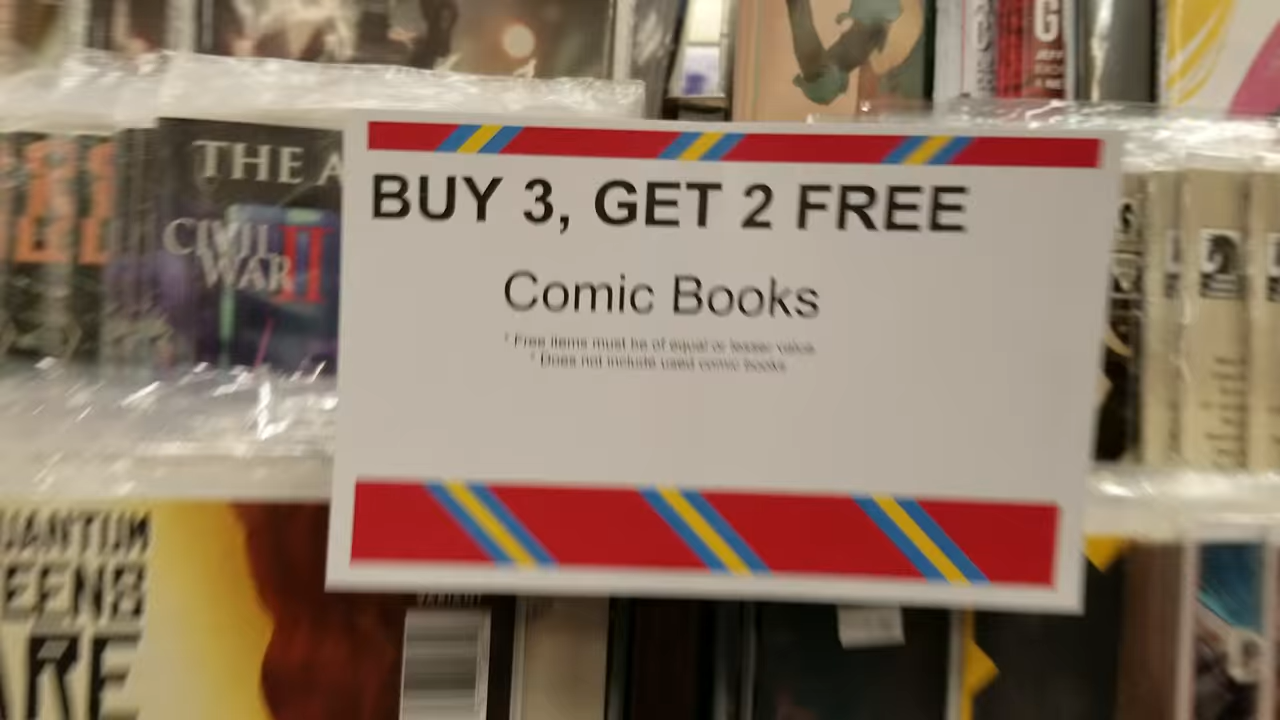 THE A
CIVIL
WAR II
BUY 3, GET 2 FREE
Comic Books
* Free items must be of equal or lesser value
* Does not include used comic books
VARIANT